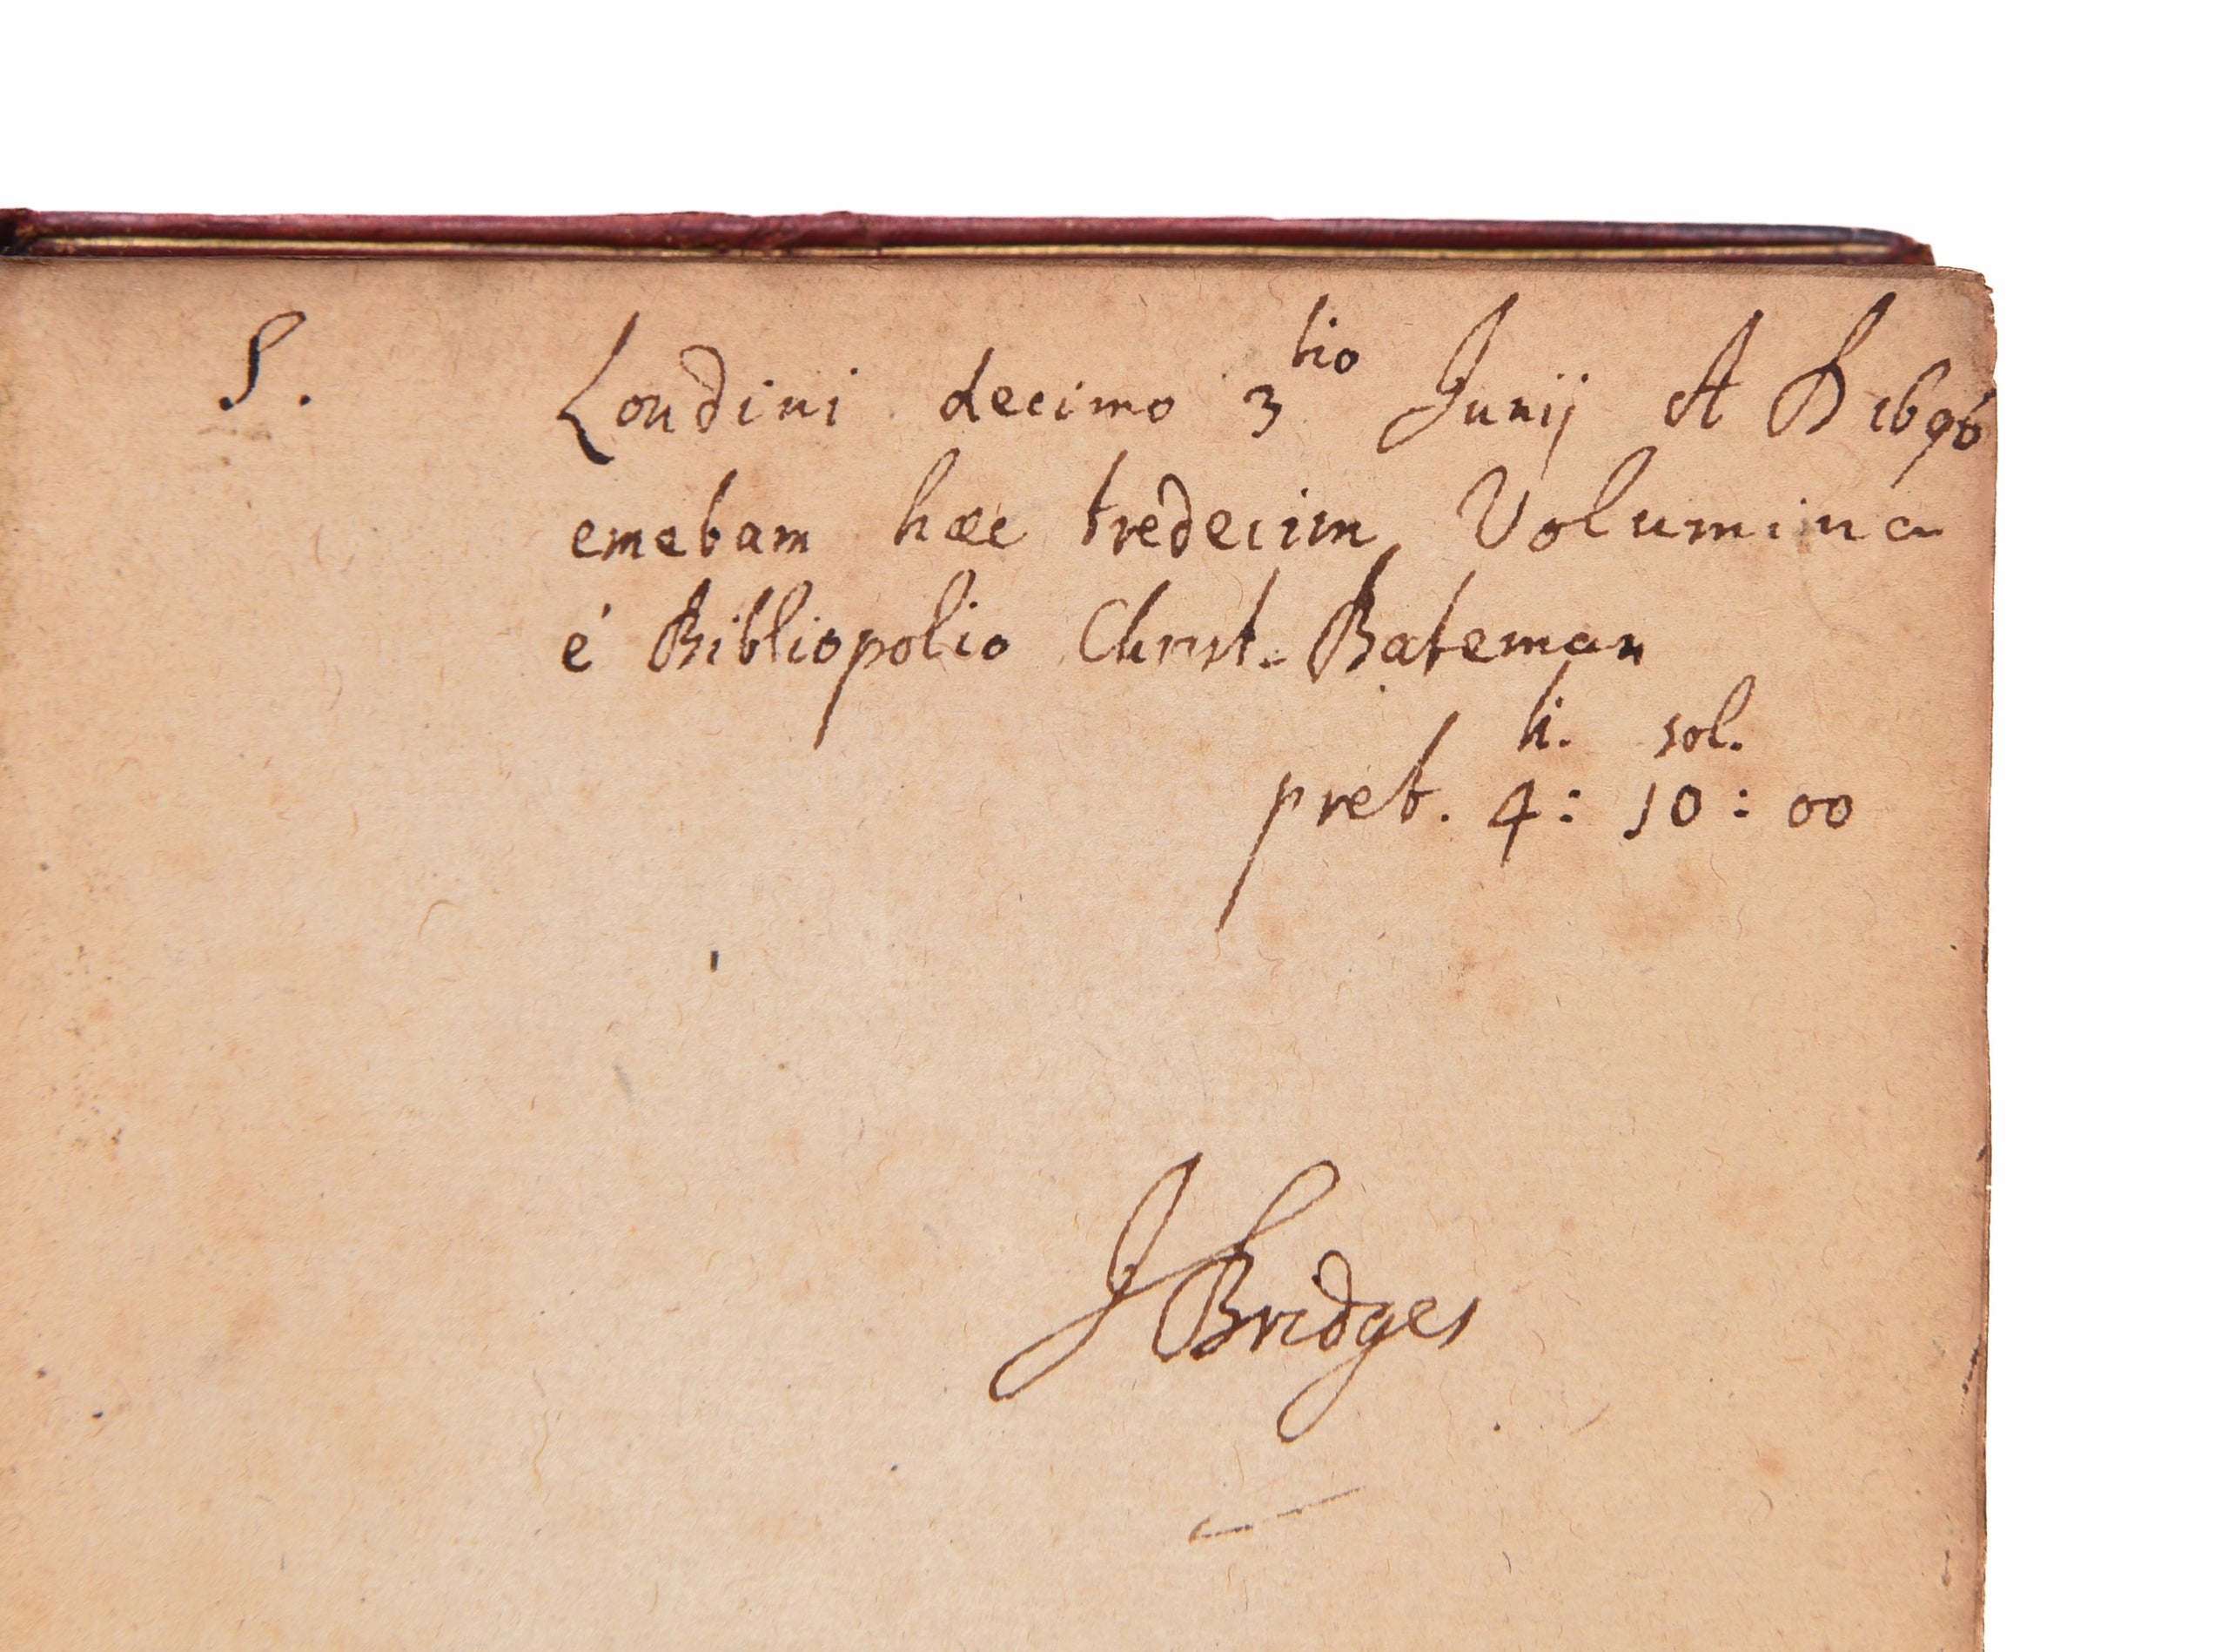 S. Londini decimo 3tio Junij A D 1696
emebam hæc tredecim Volumina
é Bibliopolio Christ. Bateman
li. sol.
pret. 4: 10: 00
J Bridges